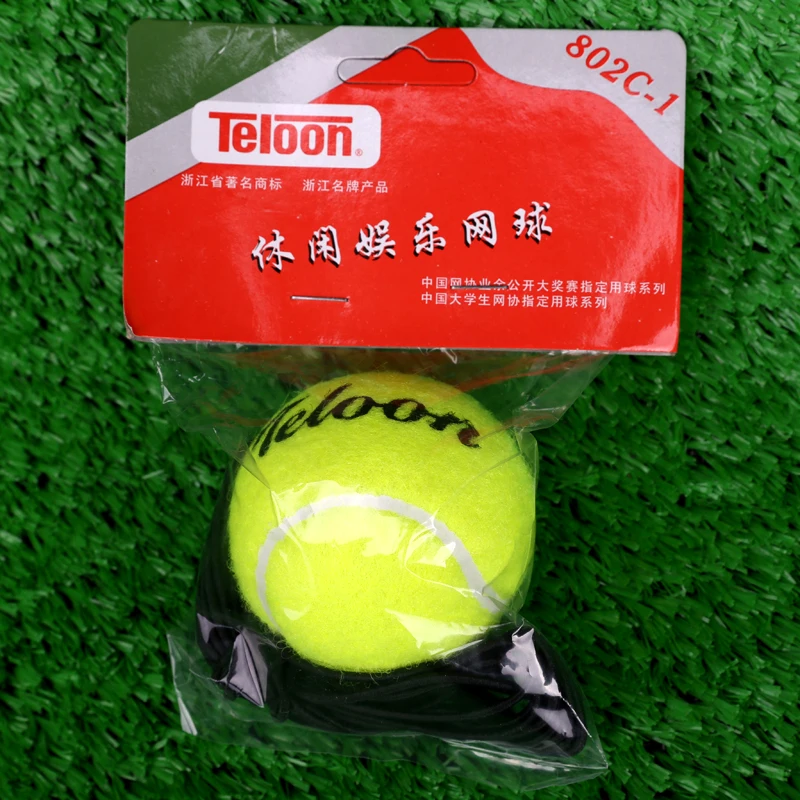 802C-1
Teloon®
浙江省著名商标 浙江名牌产品
休闲娱乐网球
中国网协业余公开大奖赛指定用球系列
中国大学生网协指定用球系列
Teloon